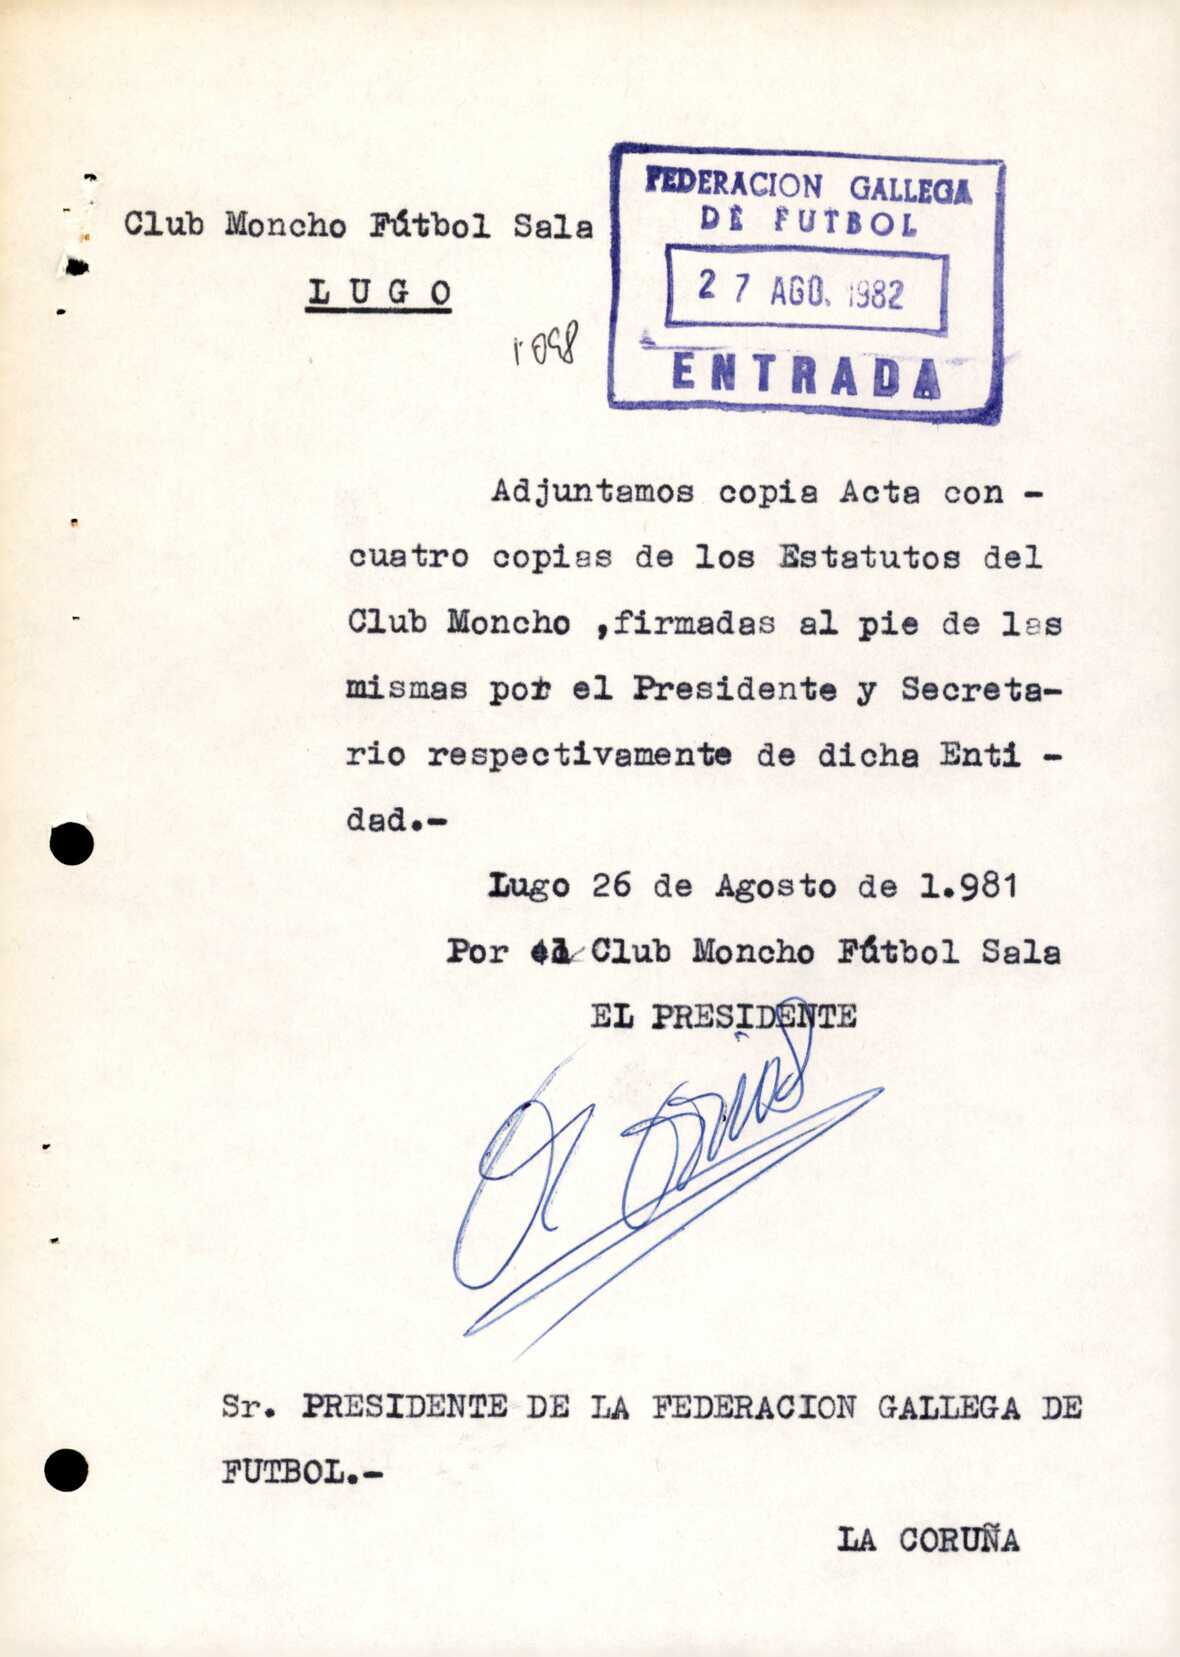 FEDERACION GALLEGA
DE FUTBOL
27 AGO. 1982
ENTRADA
Club Moncho Fútbol Sala
LUGO
1098
Adjuntamos copia Acta con -
cuatro copias de los Estatutos del
Club Moncho ,firmadas al pie de las
mismas por el Presidente y Secreta-
rio respectivamente de dicha Enti -
dad.-
Lugo 26 de Agosto de 1.981
Por el Club Moncho Fútbol Sala
EL PRESIDENTE
Sr. PRESIDENTE DE LA FEDERACION GALLEGA DE
FUTBOL.-
LA CORUÑA